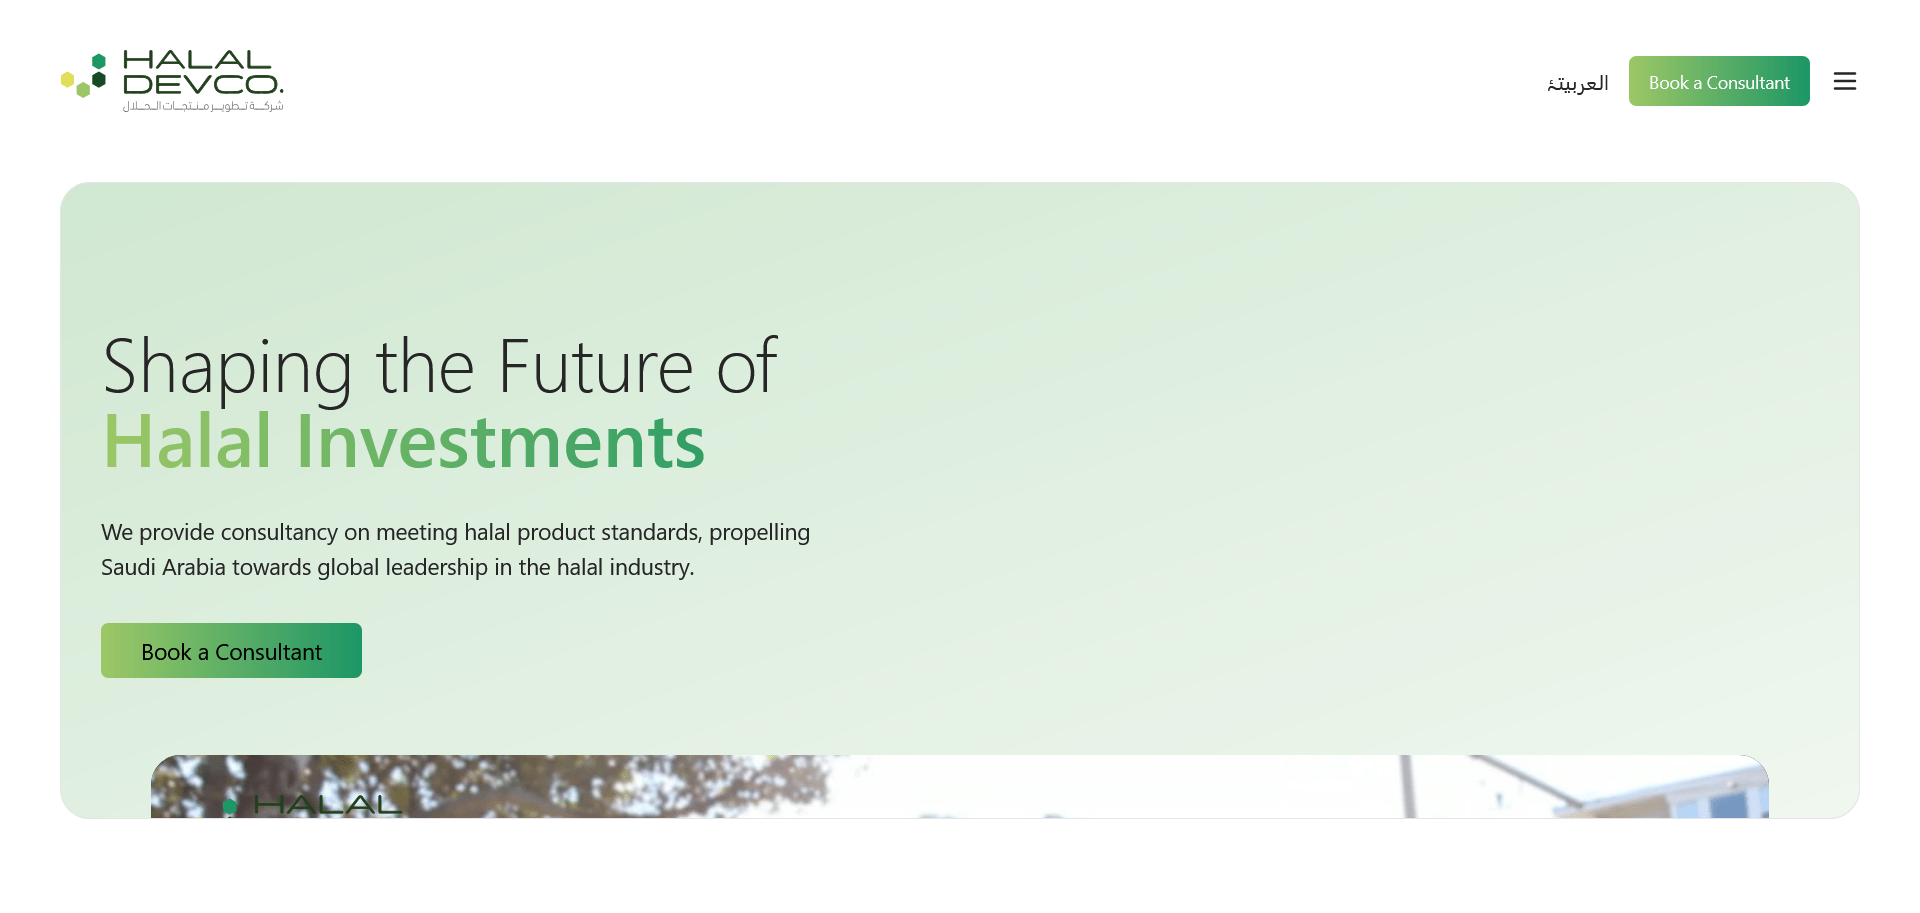 HALAL
DEVCO.
شركة تطوير منتجات الحلال
العربيتۂ
Book a Consultant
Shaping the Future of
Halal Investments
We provide consultancy on meeting halal product standards, propelling
Saudi Arabia towards global leadership in the halal industry.
Book a Consultant
HALAL